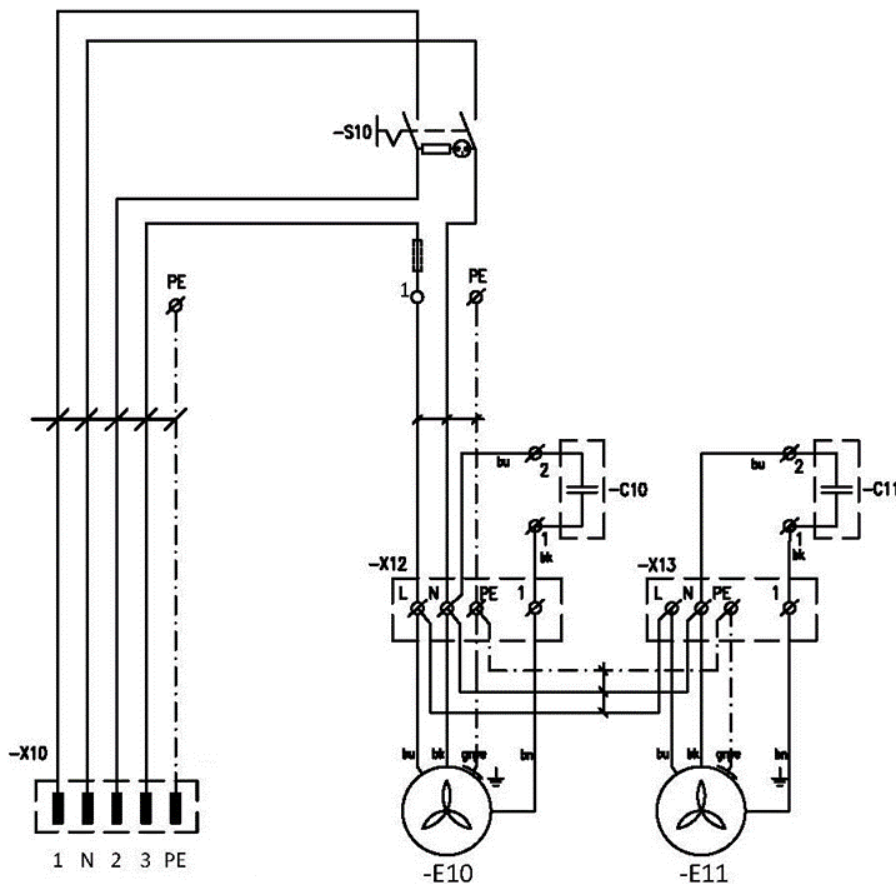 -S10
PE
PE
1
bu
2
-C10
bu
2
-C11
1
bk
1
bk
-X12
-X13
L N PE 1
L N PE 1
-X10
bu bk gnye bn
bu bk gnye bn
1 N 2 3 PE
-E10
-E11